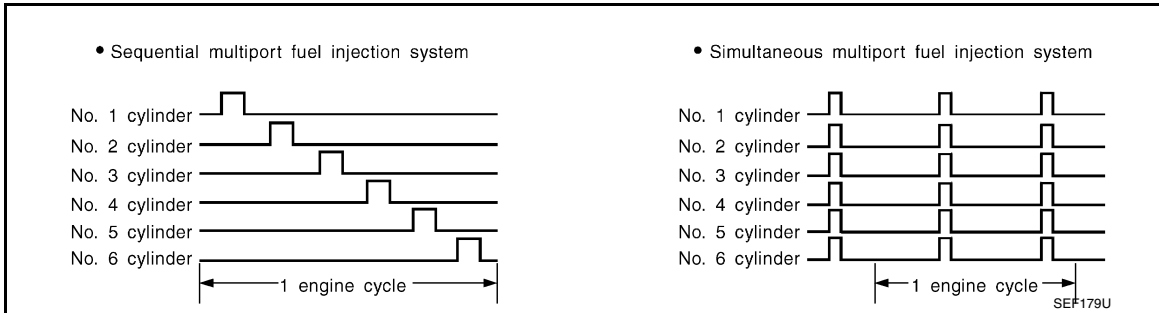 • Sequential multiport fuel injection system
No. 1 cylinder
No. 2 cylinder
No. 3 cylinder
No. 4 cylinder
No. 5 cylinder
No. 6 cylinder
1 engine cycle
• Simultaneous multiport fuel injection system
No. 1 cylinder
No. 2 cylinder
No. 3 cylinder
No. 4 cylinder
No. 5 cylinder
No. 6 cylinder
1 engine cycle
SEF179U